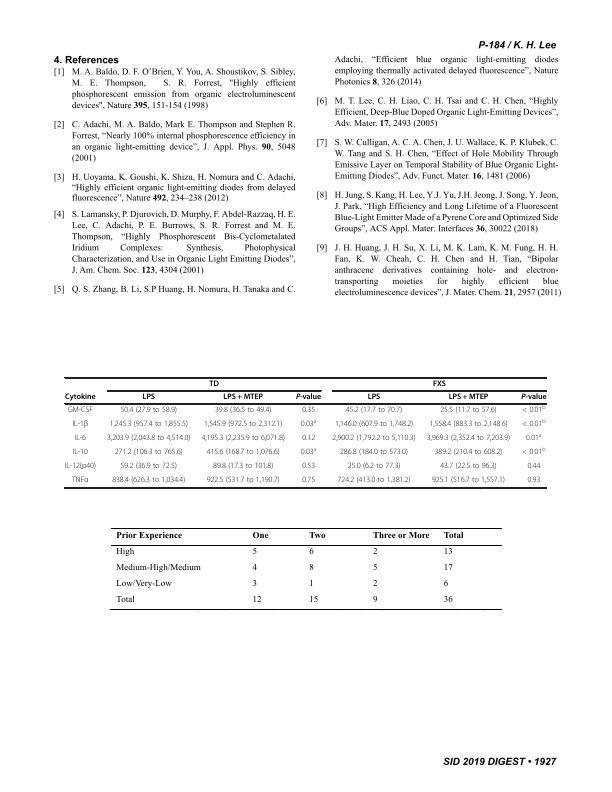 P-184 / K. H. Lee
4. References
[1] M. A. Baldo, D. F. O'Brien, Y. You, A. Shoustikov, S. Sibley,
M. E. Thompson, S. R. Forrest, "Highly efficient
phosphorescent emission from organic electroluminescent
devices", Nature 395, 151-154 (1998)
[2] C. Adachi, M. A. Baldo, Mark E. Thompson and Stephen R.
Forrest, “Nearly 100% internal phosphorescence efficiency in
an organic light-emitting device”, J. Appl. Phys. 90, 5048
(2001)
[3] H. Uoyama, K. Goushi, K. Shizu, H. Nomura and C. Adachi,
“Highly efficient organic light-emitting diodes from delayed
fluorescence”, Nature 492, 234–238 (2012)
[4] S. Lamansky, P. Djurovich, D. Murphy, F. Abdel-Razzaq, H. E.
Lee, C. Adachi, P. E. Burrows, S. R. Forrest and M. E.
Thompson, “Highly Phosphorescent Bis-Cyclometalated
Iridium Complexes: Synthesis, Photophysical
Characterization, and Use in Organic Light Emitting Diodes”,
J. Am. Chem. Soc. 123, 4304 (2001)
[5] Q. S. Zhang, B. Li, S.P Huang, H. Nomura, H. Tanaka and C.
Adachi, “Efficient blue organic light-emitting diodes
employing thermally activated delayed fluorescence”, Nature
Photonics 8, 326 (2014)
[6] M. T. Lee, C. H. Liao, C. H. Tsai and C. H. Chen, “Highly
Efficient, Deep-Blue Doped Organic Light-Emitting Devices”,
Adv. Mater. 17, 2493 (2005)
[7] S. W. Culligan, A. C. A. Chen, J. U. Wallace, K. P. Klubek, C.
W. Tang and S. H. Chen, “Effect of Hole Mobility Through
Emissive Layer on Temporal Stability of Blue Organic Light-
Emitting Diodes”, Adv. Funct. Mater. 16, 1481 (2006)
[8] H. Jung, S. Kang, H. Lee, Y.J. Yu, J.H. Jeong, J. Song, Y. Jeon,
J. Park, “High Efficiency and Long Lifetime of a Fluorescent
Blue-Light Emitter Made of a Pyrene Core and Optimized Side
Groups”, ACS Appl. Mater. Interfaces 36, 30022 (2018)
[9] J. H. Huang, J. H. Su, X. Li, M. K. Lam, K. M. Fung, H. H.
Fan, K. W. Cheah, C. H. Chen and H. Tian, “Bipolar
anthracene derivatives containing hole- and electron-
transporting moieties for highly efficient blue
electroluminescence devices”, J. Mater. Chem. 21, 2957 (2011)
TD FXS
Cytokine LPS LPS + MTEP P-value LPS LPS + MTEP P-value
GM-CSF 50.4 (27.9 to 58.9) 39.8 (36.5 to 49.4) 0.35 45.2 (17.7 to 70.7) 25.5 (11.7 to 57.6) < 0.01b
IL-1β 1,245.3 (957.4 to 1,855.5) 1,545.9 (972.5 to 2,312.1) 0.03a 1,146.0 (607.9 to 1,748.2) 1,558.4 (883.3 to 2,148.6) < 0.01b
IL-6 3,203.9 (2,043.8 to 4,514.0) 4,195.3 (2,235.9 to 6,071.8) 0.12 2,900.2 (1,792.2 to 5,110.3) 3,969.3 (2,352.4 to 7,203.9) 0.01a
IL-10 271.2 (106.3 to 765.6) 415.6 (168.7 to 1,076.6) 0.03a 286.8 (184.0 to 573.0) 389.2 (210.4 to 608.2) < 0.01b
IL-12(p40) 59.2 (36.9 to 72.5) 89.8 (17.3 to 101.8) 0.53 25.0 (6.2 to 77.3) 43.7 (22.5 to 96.3) 0.44
TNFα 838.4 (626.3 to 1,034.4) 922.5 (531.7 to 1,190.7) 0.75 724.2 (413.0 to 1,381.2) 925.1 (516.7 to 1,557.1) 0.93
Prior Experience One Two Three or More Total
High 5 6 2 13
Medium-High/Medium 4 8 5 17
Low/Very-Low 3 1 2 6
Total 12 15 9 36
SID 2019 DIGEST • 1927